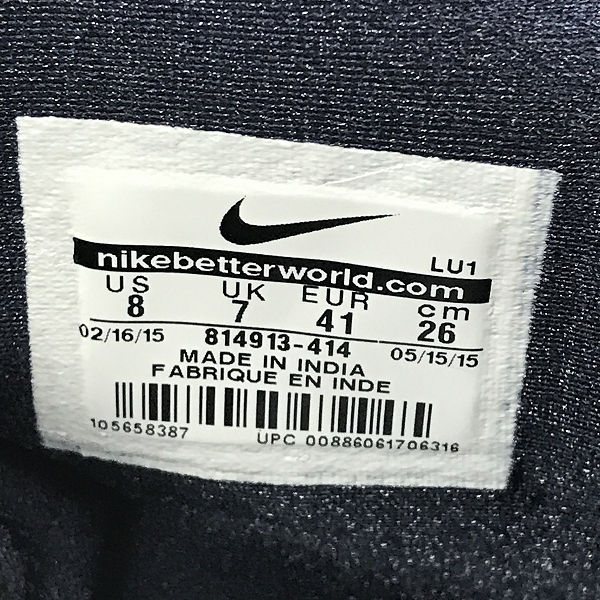 LU1
nikebetterworld.com
US UK EUR cm
8 7 41 26
02/16/15 814913-414 05/15/15
MADE IN INDIA
FABRIQUE EN INDE
105658387 UPC 00886061706316